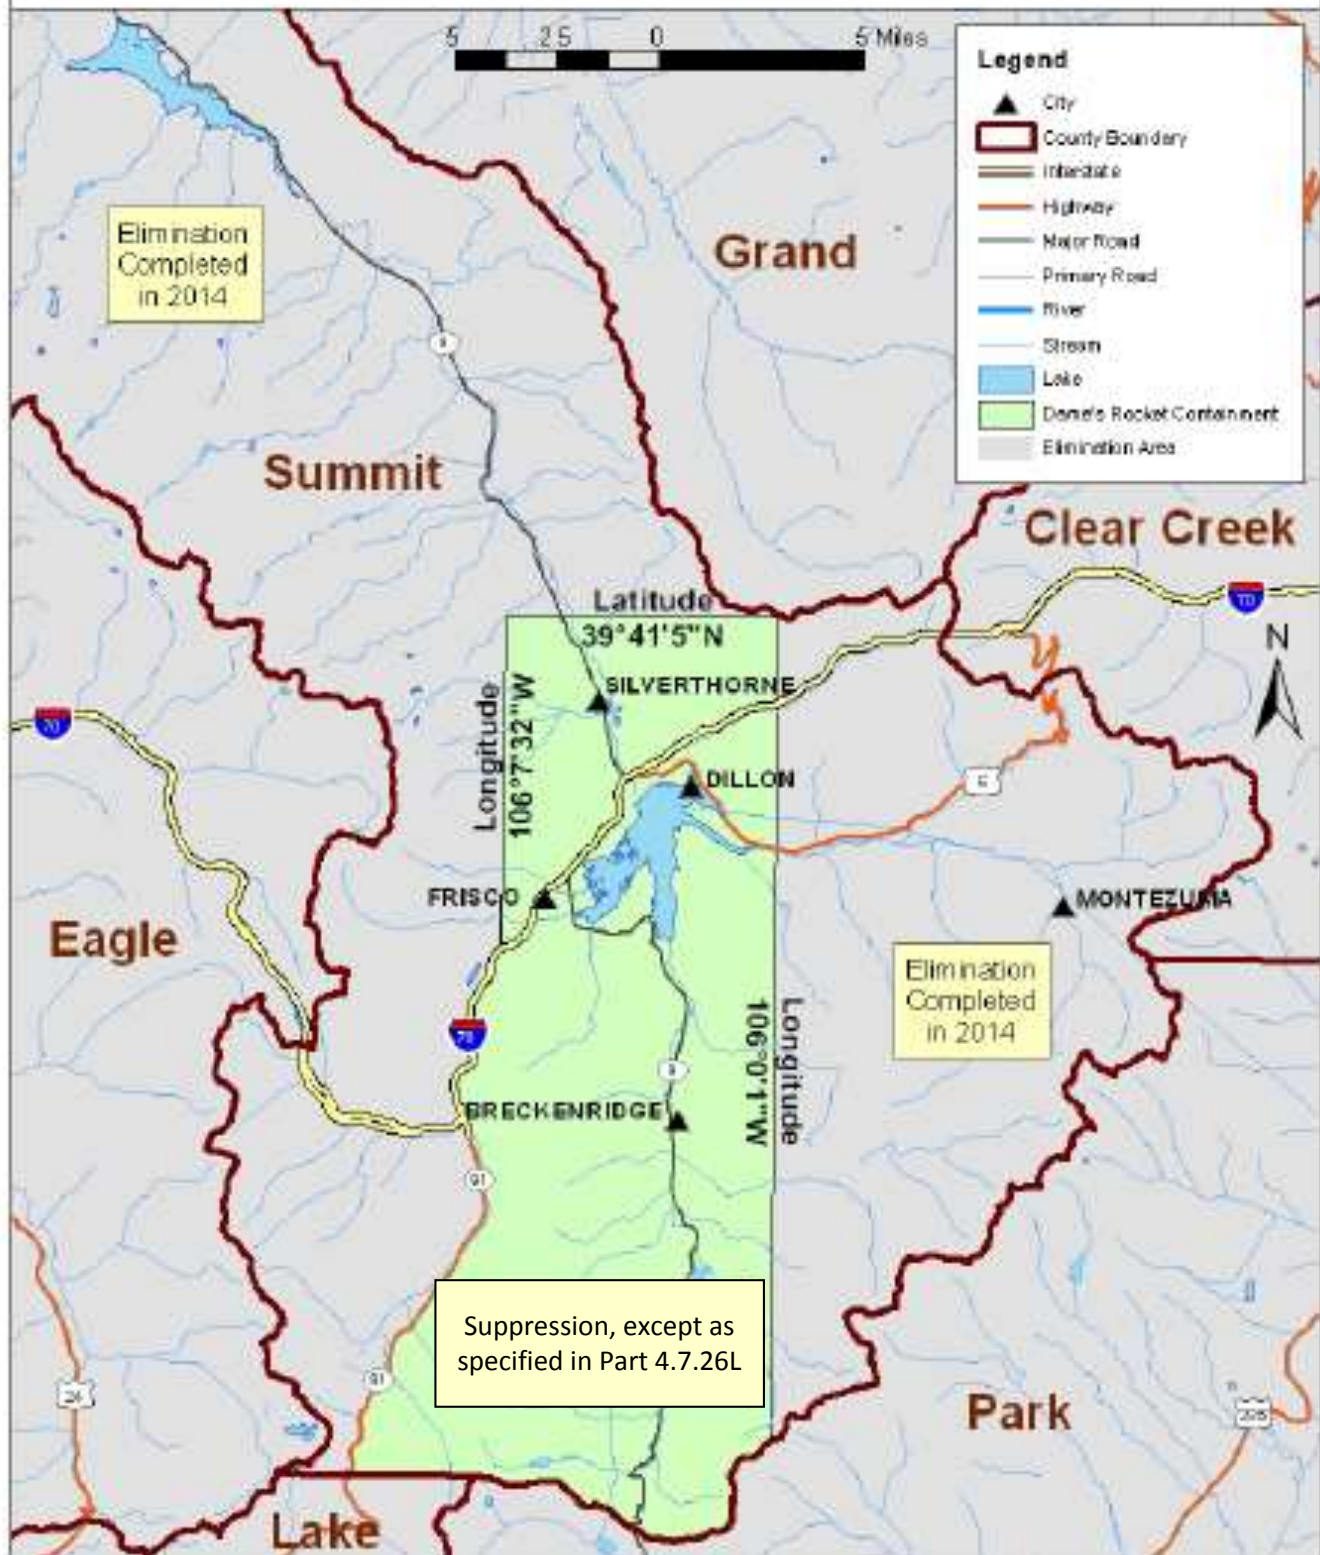 5 2.5 0 5 Miles
Legend
City
County Boundary
Interstate
Highway
Major Road
Primary Road
River
Stream
Lake
Dame's Rocket Containment
Elimination Area
Elimination
Completed
in 2014
Grand
9
Summit
Clear Creek
70
Latitude
39°41'5"N
N
Longitude
106°7'32"W
SILVERTHORNE
70
DILLON
6
FRISCO
MONTEZUMA
Eagle
Elimination
Completed
in 2014
Longitude
106°0'1"W
70
9
BRECKENRIDGE
91
Suppression, except as
specified in Part 4.7.26L
91
24
Park
285
Lake